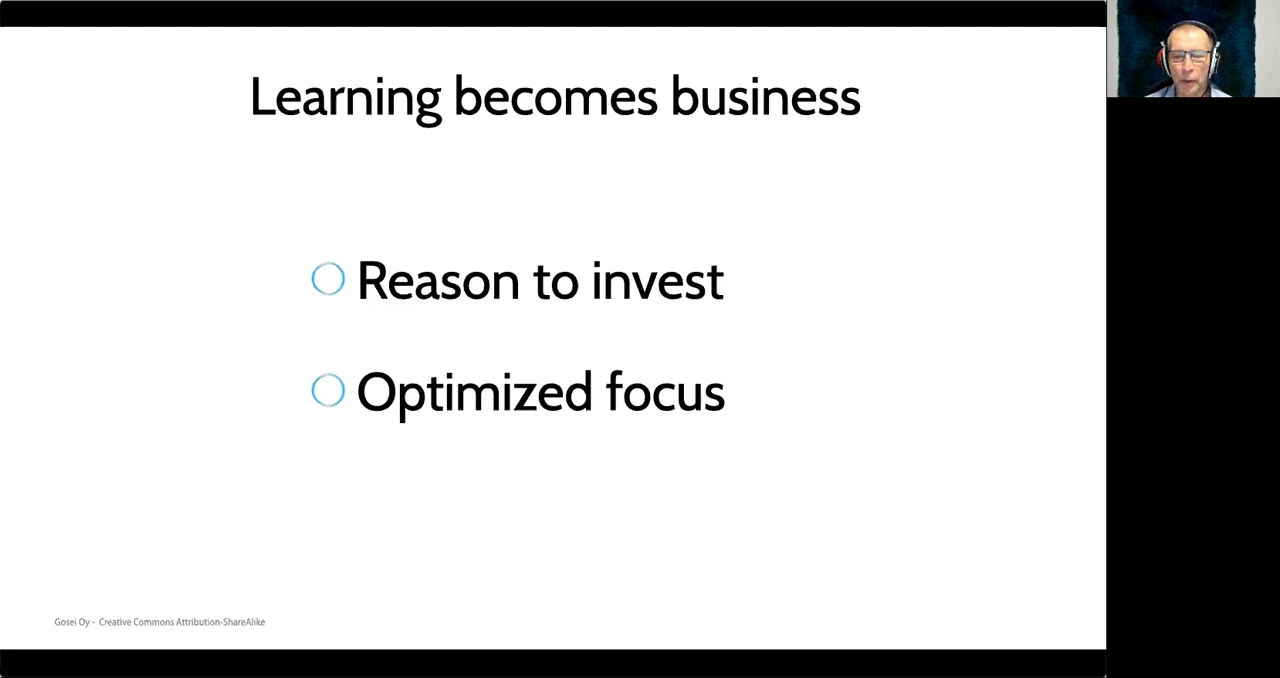 Learning becomes business
Reason to invest
Optimized focus
Gosei Oy - Creative Commons Attribution-ShareAlike